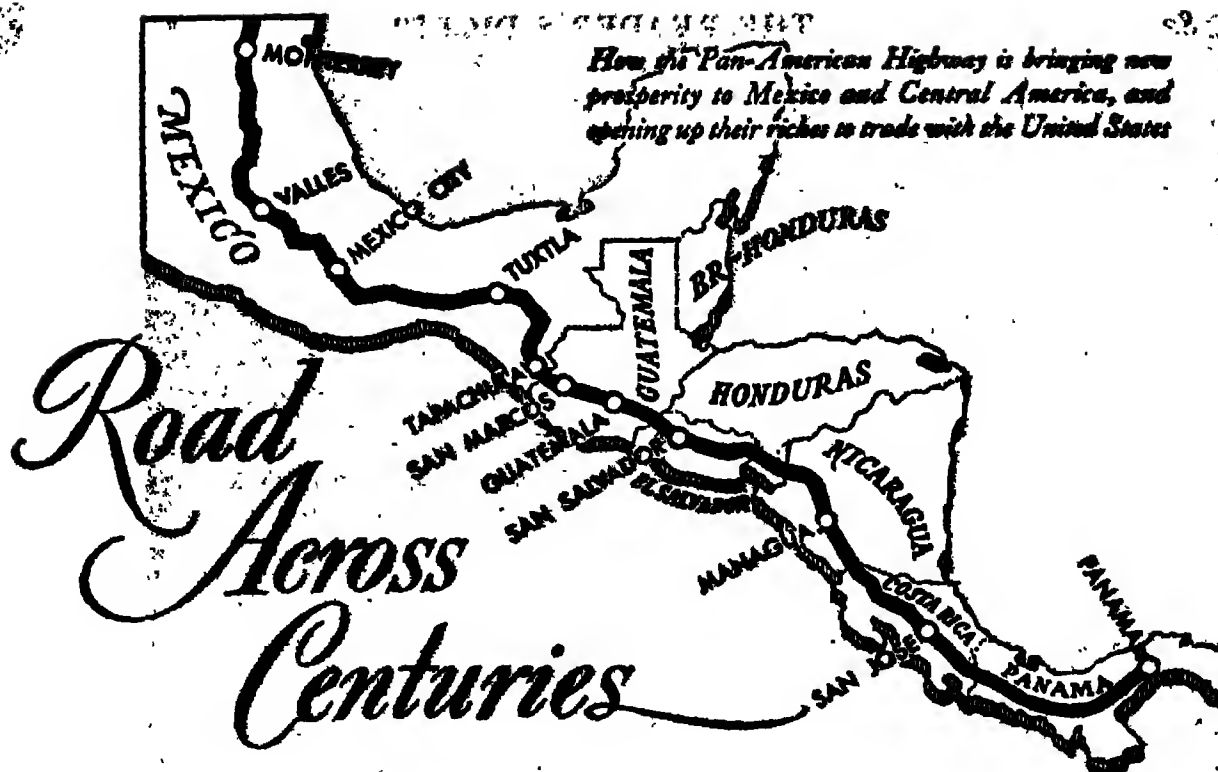 How the Pan-American Highway is bringing new
prosperity to Mexico and Central America, and
opening up their riches to trade with the United States
MONTERREY
MEXICO
VALLES
MEXICO CITY
TUXTLA
BR-HONDURAS
GUATEMALA
HONDURAS
TAPACHULA
SAN MARCOS
GUATEMALA
SAN SALVADOR
EL SALVADOR
NICARAGUA
MANAGUA
COSTA RICA
SAN JOSE
PANAMA
PANAMA
Road
Across
Centuries